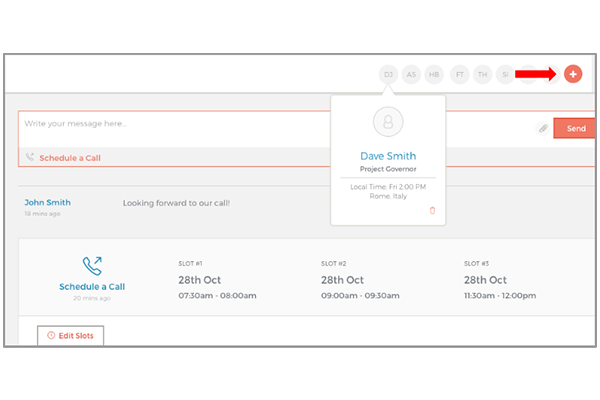 DJ AS HB FT TH SI +
Write your message here...
Send
Schedule a Call
Dave Smith
Project Governor
Local Time: Fri 2:00 PM
Rome, Italy
John Smith
18 mins ago
Looking forward to our call!
Schedule a Call
20 mins ago
SLOT #1
28th Oct
07:30am - 08:00am
SLOT #2
28th Oct
09:00am - 09:30am
SLOT #3
28th Oct
11:30am - 12:00pm
Edit Slots